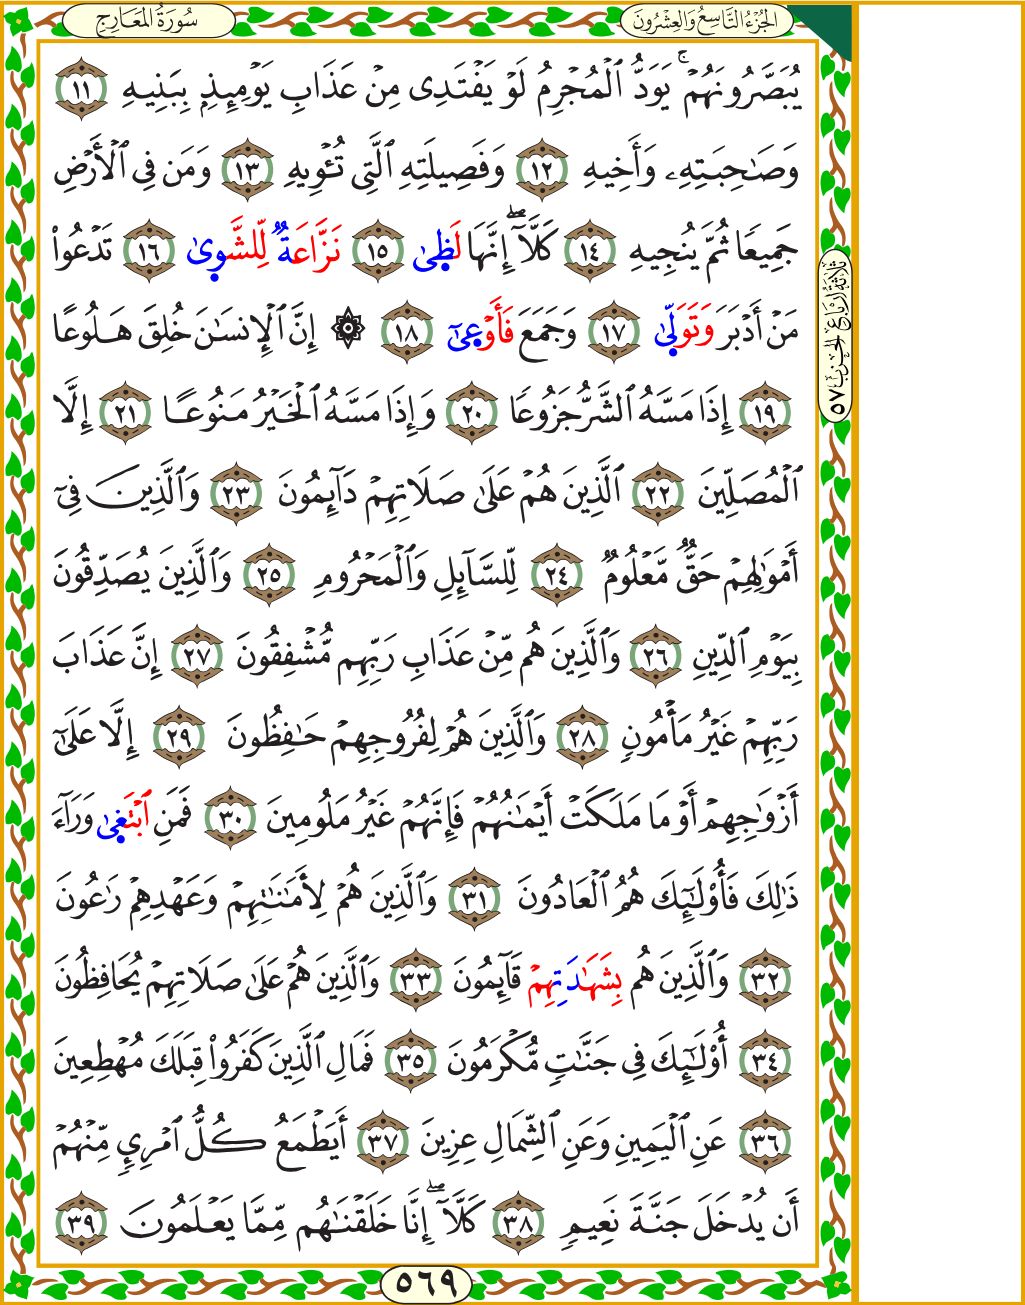 سُورَةُ المَعَارِجِ
الجُزْءُ التَّاسِعُ وَالعِشْرُونَ
يُبَصَّرُونَهُمْۚ يَوَدُّ ٱلْمُجْرِمُ لَوْ يَفْتَدِى مِنْ عَذَابِ يَوْمِئِذٍۭ بِبَنِيهِ ١١
وَصَٰحِبَتِهِۦ وَأَخِيهِ ١٢ وَفَصِيلَتِهِ ٱلَّتِى تُـْٔوِيهِ ١٣ وَمَن فِى ٱلْأَرْضِ
جَمِيعًا ثُمَّ يُنجِيهِ ١٤ كَلَّآۖ إِنَّهَا لَظۭىٰ ١٥ نَزَّاعَةٌ لِّلشَّوۭىٰ ١٦ تَدْعُوا۟
مَنْ أَدْبَرَ وَتَوَلۭىّٰ ١٧ وَجَمَعَ فَأَوْعۭىٰٓ ١٨ ۞ إِنَّ ٱلْإِنسَٰنَ خُلِقَ هَلُوعًا
١٩ إِذَا مَسَّهُ ٱلشَّرُّ جَزُوعًا ٢٠ وَإِذَا مَسَّهُ ٱلْخَيْرُ مَنُوعًا ٢١ إِلَّا
ٱلْمُصَلِّينَ ٢٢ ٱلَّذِينَ هُمْ عَلَىٰ صَلَاتِهِمْ دَآئِمُونَ ٢٣ وَٱلَّذِينَ فِىٓ
أَمْوَٰلِهِمْ حَقٌّ مَّعْلُومٌ ٢٤ لِّلسَّآئِلِ وَٱلْمَحْرُومِ ٢٥ وَٱلَّذِينَ يُصَدِّقُونَ
بِيَوْمِ ٱلدِّينِ ٢٦ وَٱلَّذِينَ هُم مِّنْ عَذَابِ رَبِّهِم مُّشْفِقُونَ ٢٧ إِنَّ عَذَابَ
رَبِّهِمْ غَيْرُ مَأْمُونٍ ٢٨ وَٱلَّذِينَ هُمْ لِفُرُوجِهِمْ حَٰفِظُونَ ٢٩ إِلَّا عَلَىٰٓ
أَزْوَٰجِهِمْ أَوْ مَا مَلَكَتْ أَيْمَٰنُهُمْ فَإِنَّهُمْ غَيْرُ مَلُومِينَ ٣٠ فَمَنِ ٱبْتَغۭىٰ وَرَآءَ
ذَٰلِكَ فَأُو۟لَٰٓئِكَ هُمُ ٱلْعَادُونَ ٣١ وَٱلَّذِينَ هُمْ لِأَمَٰنَٰتِهِمْ وَعَهْدِهِمْ رَٰعُونَ
٣٢ وَٱلَّذِينَ هُم بِشَهَٰدَتِهِمْ قَآئِمُونَ ٣٣ وَٱلَّذِينَ هُمْ عَلَىٰ صَلَاتِهِمْ يُحَافِظُونَ
٣٤ أُو۟لَٰٓئِكَ فِى جَنَّٰتٍ مُّكْرَمُونَ ٣٥ فَمَالِ ٱلَّذِينَ كَفَرُوا۟ قِبَلَكَ مُهْطِعِينَ
٣٦ عَنِ ٱلْيَمِينِ وَعَنِ ٱلشِّمَالِ عِزِينَ ٣٧ أَيَطْمَعُ كُلُّ ٱمْرِئٍ مِّنْهُمْ
أَن يُدْخَلَ جَنَّةَ نَعِيمٍ ٣٨ كَلَّآۖ إِنَّا خَلَقْنَٰهُم مِّمَّا يَعْلَمُونَ ٣٩
ثَلَاثَةُ أَرْبَاعِ الحِزْبِ ٥٧
٥٦٩